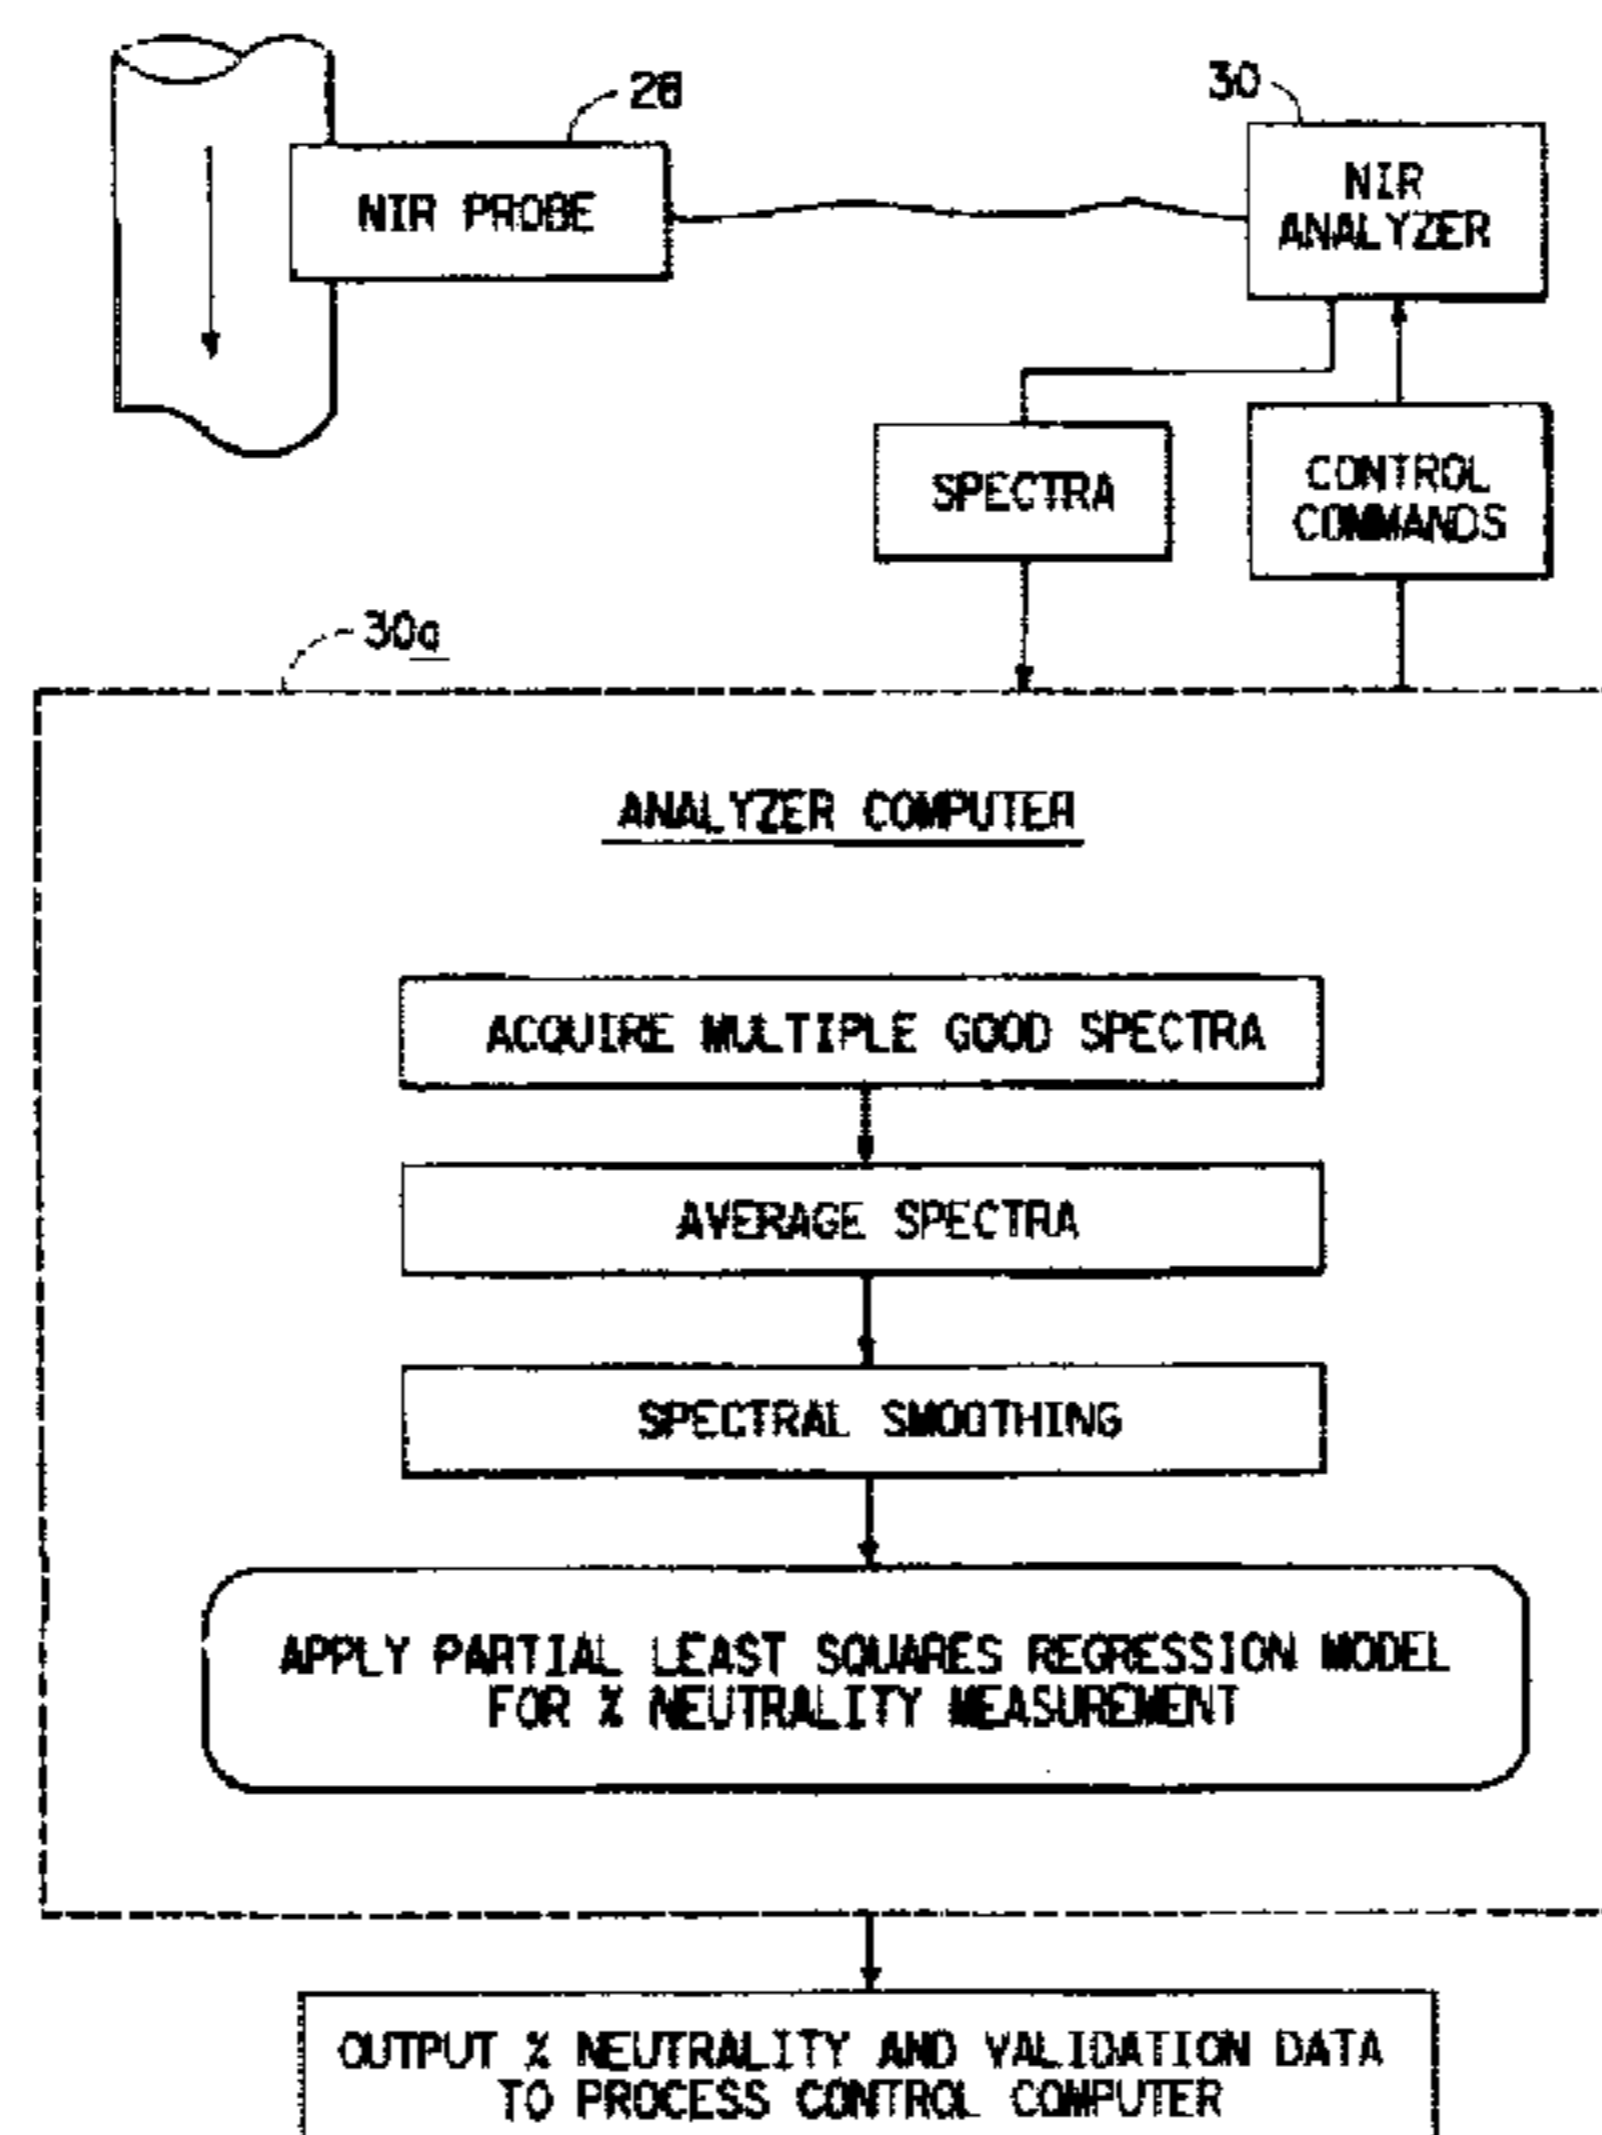 28
30
NIR PROBE
NIR
ANALYZER
SPECTRA
CONTROL
COMMANDS
30a
ANALYZER COMPUTER
ACQUIRE MULTIPLE GOOD SPECTRA
AVERAGE SPECTRA
SPECTRAL SMOOTHING
APPLY PARTIAL LEAST SQUARES REGRESSION MODEL
FOR % NEUTRALITY MEASUREMENT
OUTPUT % NEUTRALITY AND VALIDATION DATA
TO PROCESS CONTROL COMPUTER